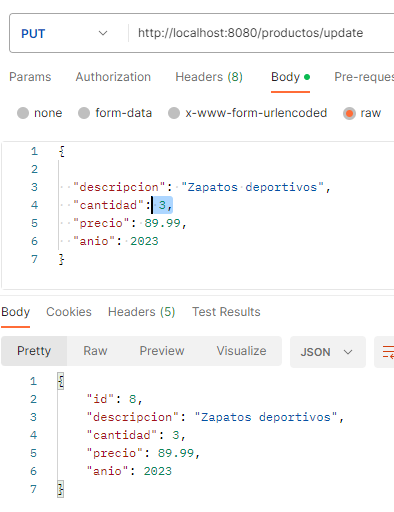 PUT http://localhost:8080/productos/update
Params Authorization Headers (8) Body Pre-reques
none form-data x-www-form-urlencoded raw
1 {
2
3 "descripcion": "Zapatos deportivos",
4 "cantidad": 3,
5 "precio": 89.99,
6 "anio": 2023
7 }
Body Cookies Headers (5) Test Results
Pretty Raw Preview Visualize JSON
1 {
2 "id": 8,
3 "descripcion": "Zapatos deportivos",
4 "cantidad": 3,
5 "precio": 89.99,
6 "anio": 2023
7 }